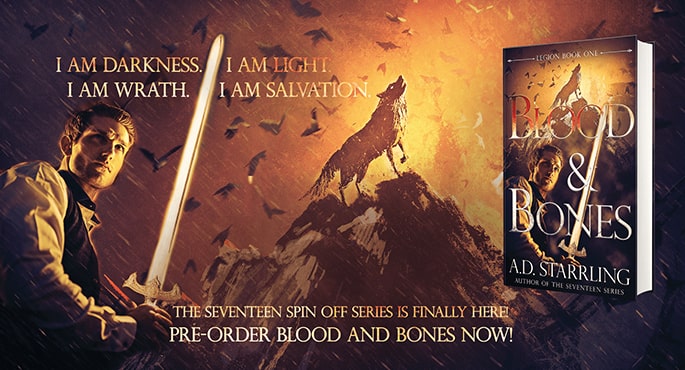 I AM DARKNESS. I AM LIGHT.
I AM WRATH. I AM SALVATION.
LEGION BOOK ONE
BLOOD
&
BONES
A.D. STARRLING
AUTHOR OF THE SEVENTEEN SERIES
THE SEVENTEEN SPIN OFF SERIES IS FINALLY HERE!
PRE-ORDER BLOOD AND BONES NOW!